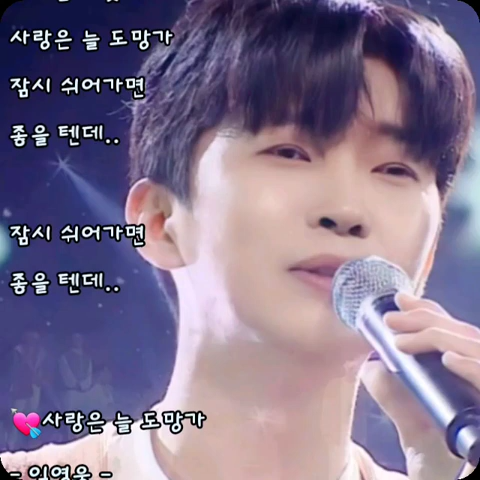 사랑은 늘 도망가
잠시 쉬어가면
좋을 텐데..
잠시 쉬어가면
좋을 텐데..
💘사랑은 늘 도망가
- 임영웅 -